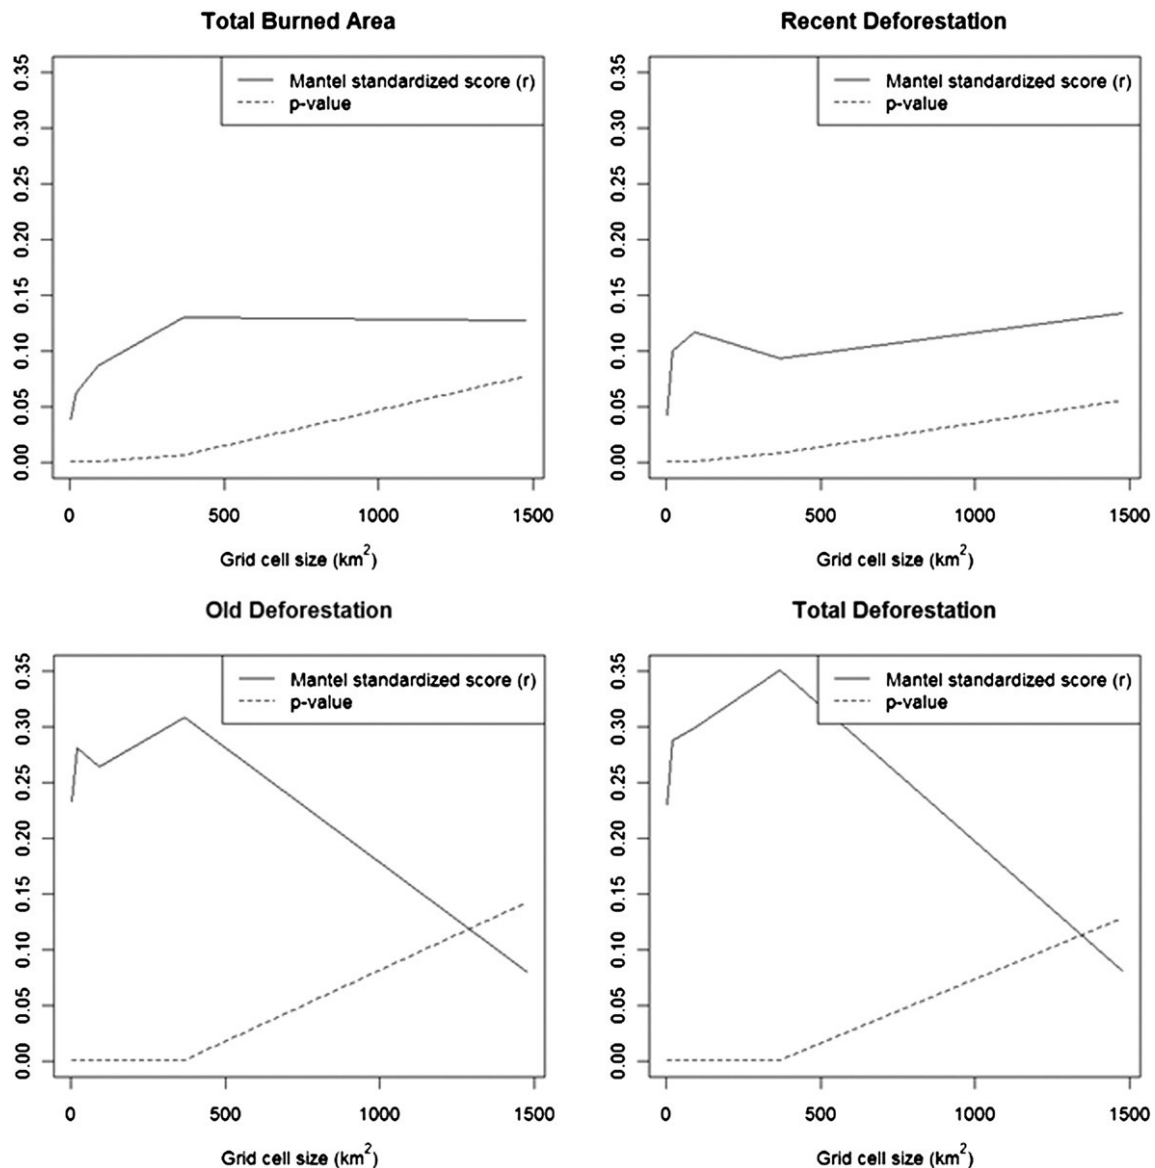 Total Burned Area
Mantel standardized score (r)
p-value
0.35
0.30
0.25
0.20
0.15
0.10
0.05
0.00
0 500 1000 1500
Grid cell size (km²)
Recent Deforestation
Mantel standardized score (r)
p-value
0.35
0.30
0.25
0.20
0.15
0.10
0.05
0.00
0 500 1000 1500
Grid cell size (km²)
Old Deforestation
Mantel standardized score (r)
p-value
0.35
0.30
0.25
0.20
0.15
0.10
0.05
0.00
0 500 1000 1500
Grid cell size (km²)
Total Deforestation
Mantel standardized score (r)
p-value
0.35
0.30
0.25
0.20
0.15
0.10
0.05
0.00
0 500 1000 1500
Grid cell size (km²)